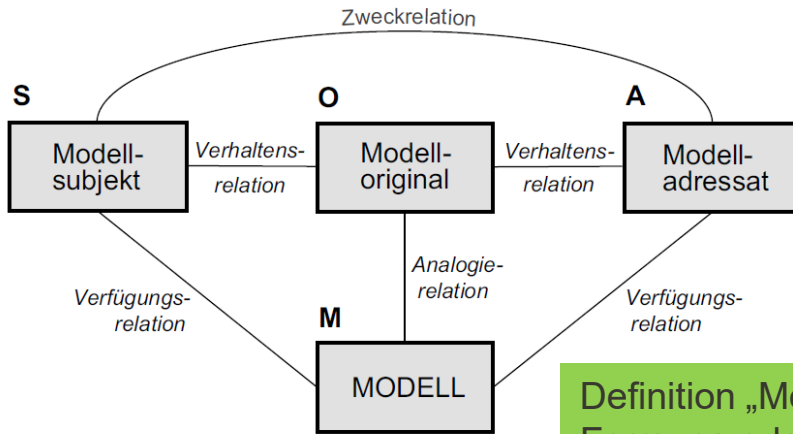 Zweckrelation
S
O
A
Modell-
subjekt
Verhaltens-
relation
Modell-
original
Verhaltens-
relation
Modell-
adressat
Verfügungs-
relation
Analogie-
relation
Verfügungs-
relation
M
MODELL
Definition